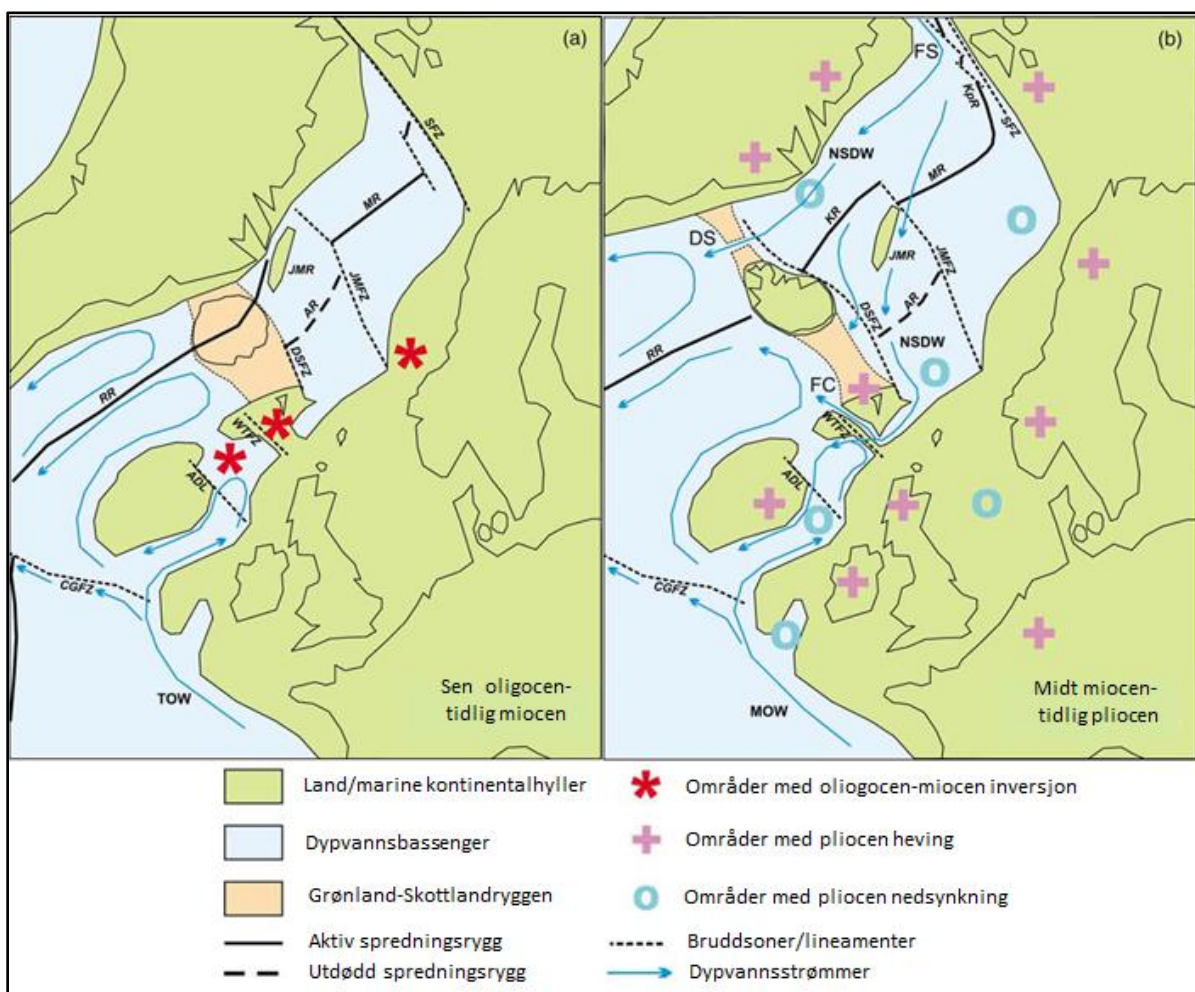 (a)
SFZ
MR
JMR
JMFZ
AR
DSFZ
RR
WTFZ
ADL
CGFZ
TOW
Sen oligocen-
tidlig miocen
(b)
FS
KpR
SFZ
NSDW
MR
KR
DS
JMR
JMFZ
AR
DSFZ
NSDW
RR
FC
WTFZ
ADL
CGFZ
MOW
Midt miocen-
tidlig pliocen
Land/marine kontinentalhyller
Dypvannsbassenger
Grønland-Skottlandryggen
Aktiv spredningsrygg
Utdødd spredningsrygg
Områder med oliogocen-miocen inversjon
Områder med pliocen heving
Områder med pliocen nedsynkning
Bruddsoner/lineamenter
Dypvannsstrømmer